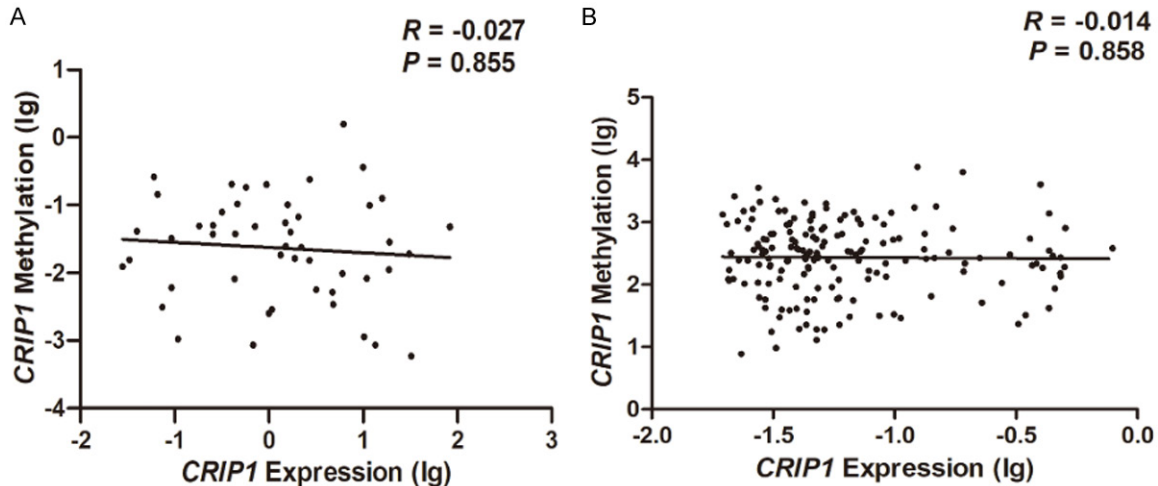 A
R = -0.027
P = 0.855
CRIP1 Methylation (lg)
1
0
-1
-2
-3
-4
-2
-1
0
1
2
3
CRIP1 Expression (lg)
B
R = -0.014
P = 0.858
CRIP1 Methylation (lg)
5
4
3
2
1
0
-2.0
-1.5
-1.0
-0.5
0.0
CRIP1 Expression (lg)